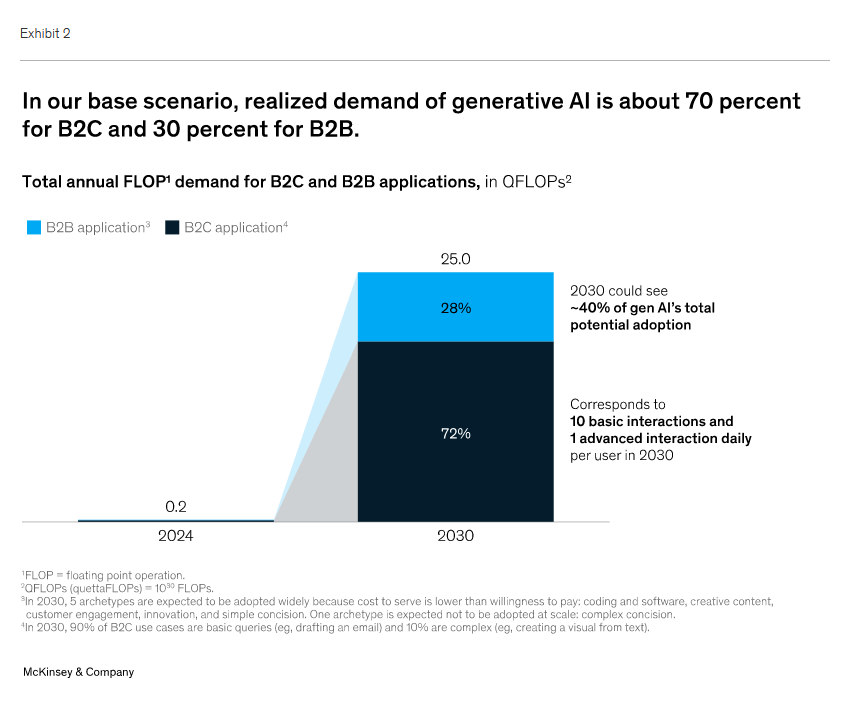 Exhibit 2
In our base scenario, realized demand of generative AI is about 70 percent
for B2C and 30 percent for B2B.
Total annual FLOP¹ demand for B2C and B2B applications, in QFLOPs²
B2B application³ B2C application⁴
25.0
28%
2030 could see
~40% of gen AI’s total
potential adoption
72%
Corresponds to
10 basic interactions and
1 advanced interaction daily
per user in 2030
0.2
2024
2030
¹FLOP = floating point operation.
²QFLOPs (quettaFLOPs) = 10³⁰ FLOPs.
³In 2030, 5 archetypes are expected to be adopted widely because cost to serve is lower than willingness to pay: coding and software, creative content,
customer engagement, innovation, and simple concision. One archetype is expected not to be adopted at scale: complex concision.
⁴In 2030, 90% of B2C use cases are basic queries (eg, drafting an email) and 10% are complex (eg, creating a visual from text).
McKinsey & Company